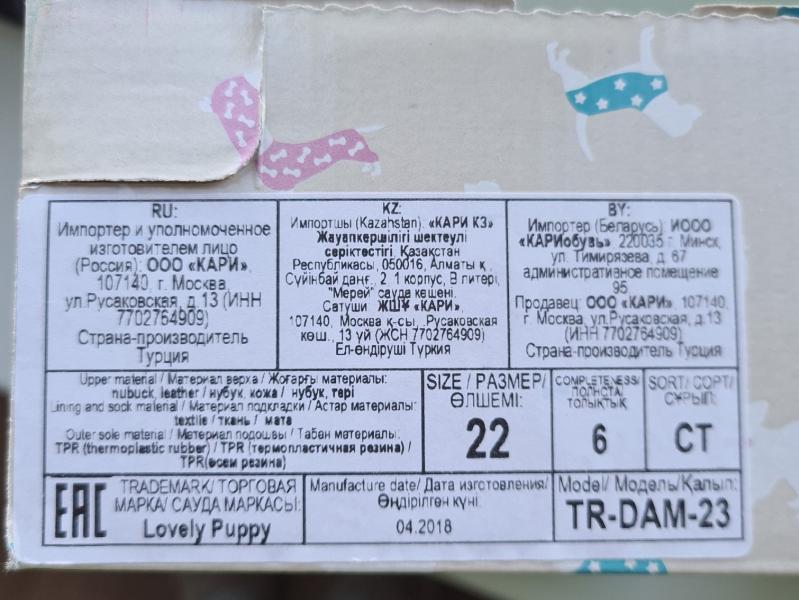 RU:
Импортер и уполномоченное
изготовителем лицо
(Россия): ООО «КАРИ»,
107140, г. Москва,
ул.Русаковская, д.13 (ИНН
7702764909)
Страна-производитель
Турция
KZ:
Импортшы (Kazahstan): «КАРИ КЗ»
Жауапкершілігі шектеулі
серіктестігі, Қазақстан
Республикасы, 050016, Алматы қ.,
Сүйінбай даңғ., 2, 1 корпус, В литері,
"Мерей" сауда кешені.
Сатушы ЖШҰ «КАРИ»,
107140, Москва қ-сы, .Русаковская
көш., 13 үй (ЖСН 7702764909)
Ел-өндіруші Туркия
BY:
Импортер (Беларусь): ИООО
«КАРИобувь», 220035 г. Минск,
ул. Тимирязева, д. 67
административное помещение
95
Продавец: ООО «КАРИ», 107140,
г. Москва, ул.Русаковская, д.13
(ИНН 7702764909)
Страна-производитель Турция
Upper material / Материал верха / Жоғарғы материалы:
nubuck, leather / нубук, кожа / нубук, тері
Lining and sock material / Материал подкладки / Астар материалы:
textile / ткань / мата
Outer sole material / Материал подошвы / Табан материалы:
TPR (thermoplastic rubber) / TPR (термопластичная резина) /
TPR(өсем резина)
SIZE / РАЗМЕР/
ӨЛШЕМІ:
22
COMPLETENESS/
ПОЛНОТА/
ТОЛЫҚТЫҚ
6
SORT/ СОРТ/
СҰРЫП:
СТ
EAC
TRADEMARK/ ТОРГОВАЯ
МАРКА/ САУДА МАРКАСЫ:
Lovely Puppy
Manufacture date/ Дата изготовления/
Өңдірілген күні:
04.2018
Model/ Модель/Қалып:
TR-DAM-23